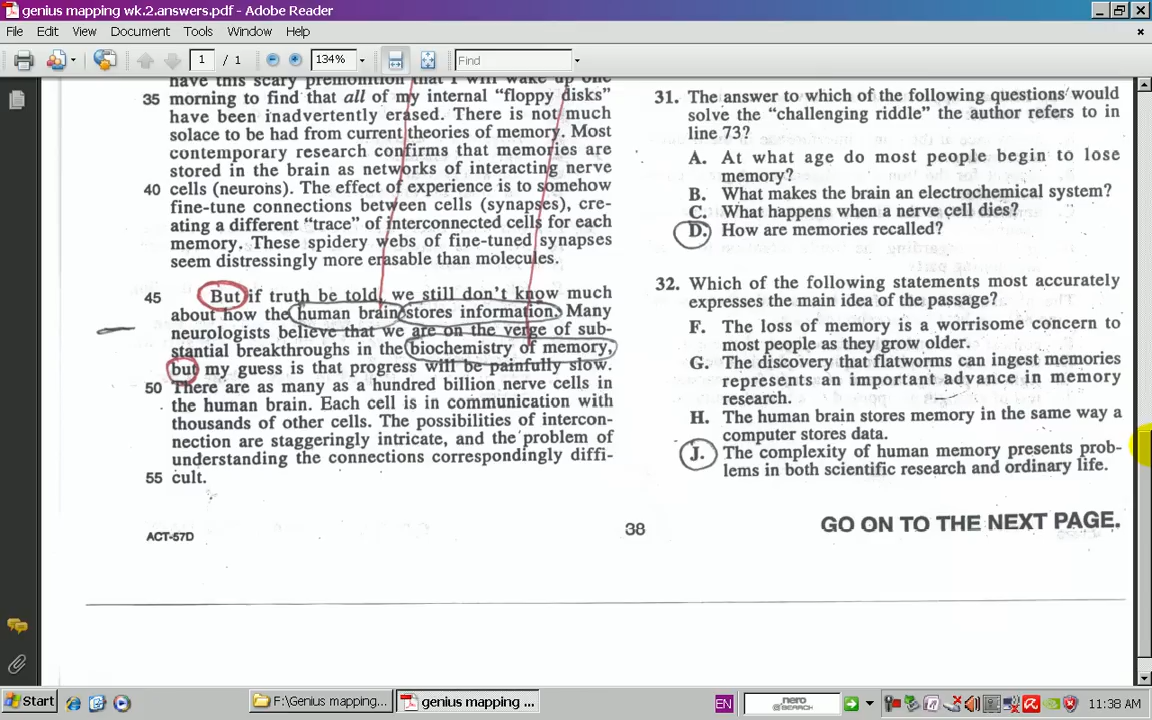 genius mapping wk.2.answers.pdf - Adobe Reader
File Edit View Document Tools Window Help
1 / 1 134% Find
have this scary premonition that I will wake up one
35 morning to find that all of my internal “floppy disks”
have been inadvertently erased. There is not much
solace to be had from current theories of memory. Most
contemporary research confirms that memories are
stored in the brain as networks of interacting nerve
40 cells (neurons). The effect of experience is to somehow
fine-tune connections between cells (synapses), cre-
ating a different “trace” of interconnected cells for each
memory. These spidery webs of fine-tuned synapses
seem distressingly more erasable than molecules.
45 But if truth be told, we still don’t know much
about how the human brain stores information. Many
neurologists believe that we are on the verge of sub-
stantial breakthroughs in the biochemistry of memory,
but my guess is that progress will be painfully slow.
50 There are as many as a hundred billion nerve cells in
the human brain. Each cell is in communication with
thousands of other cells. The possibilities of intercon-
nection are staggeringly intricate, and the problem of
understanding the connections correspondingly diffi-
55 cult.
31. The answer to which of the following questions would
solve the “challenging riddle” the author refers to in
line 73?
A. At what age do most people begin to lose
memory?
B. What makes the brain an electrochemical system?
C. What happens when a nerve cell dies?
D. How are memories recalled?
32. Which of the following statements most accurately
expresses the main idea of the passage?
F. The loss of memory is a worrisome concern to
most people as they grow older.
G. The discovery that flatworms can ingest memories
represents an important advance in memory
research.
H. The human brain stores memory in the same way a
computer stores data.
J. The complexity of human memory presents prob-
lems in both scientific research and ordinary life.
ACT-57D
38
GO ON TO THE NEXT PAGE.
Start F:\Genius mapping... genius mapping ... EN nero SEARCH 11:38 AM